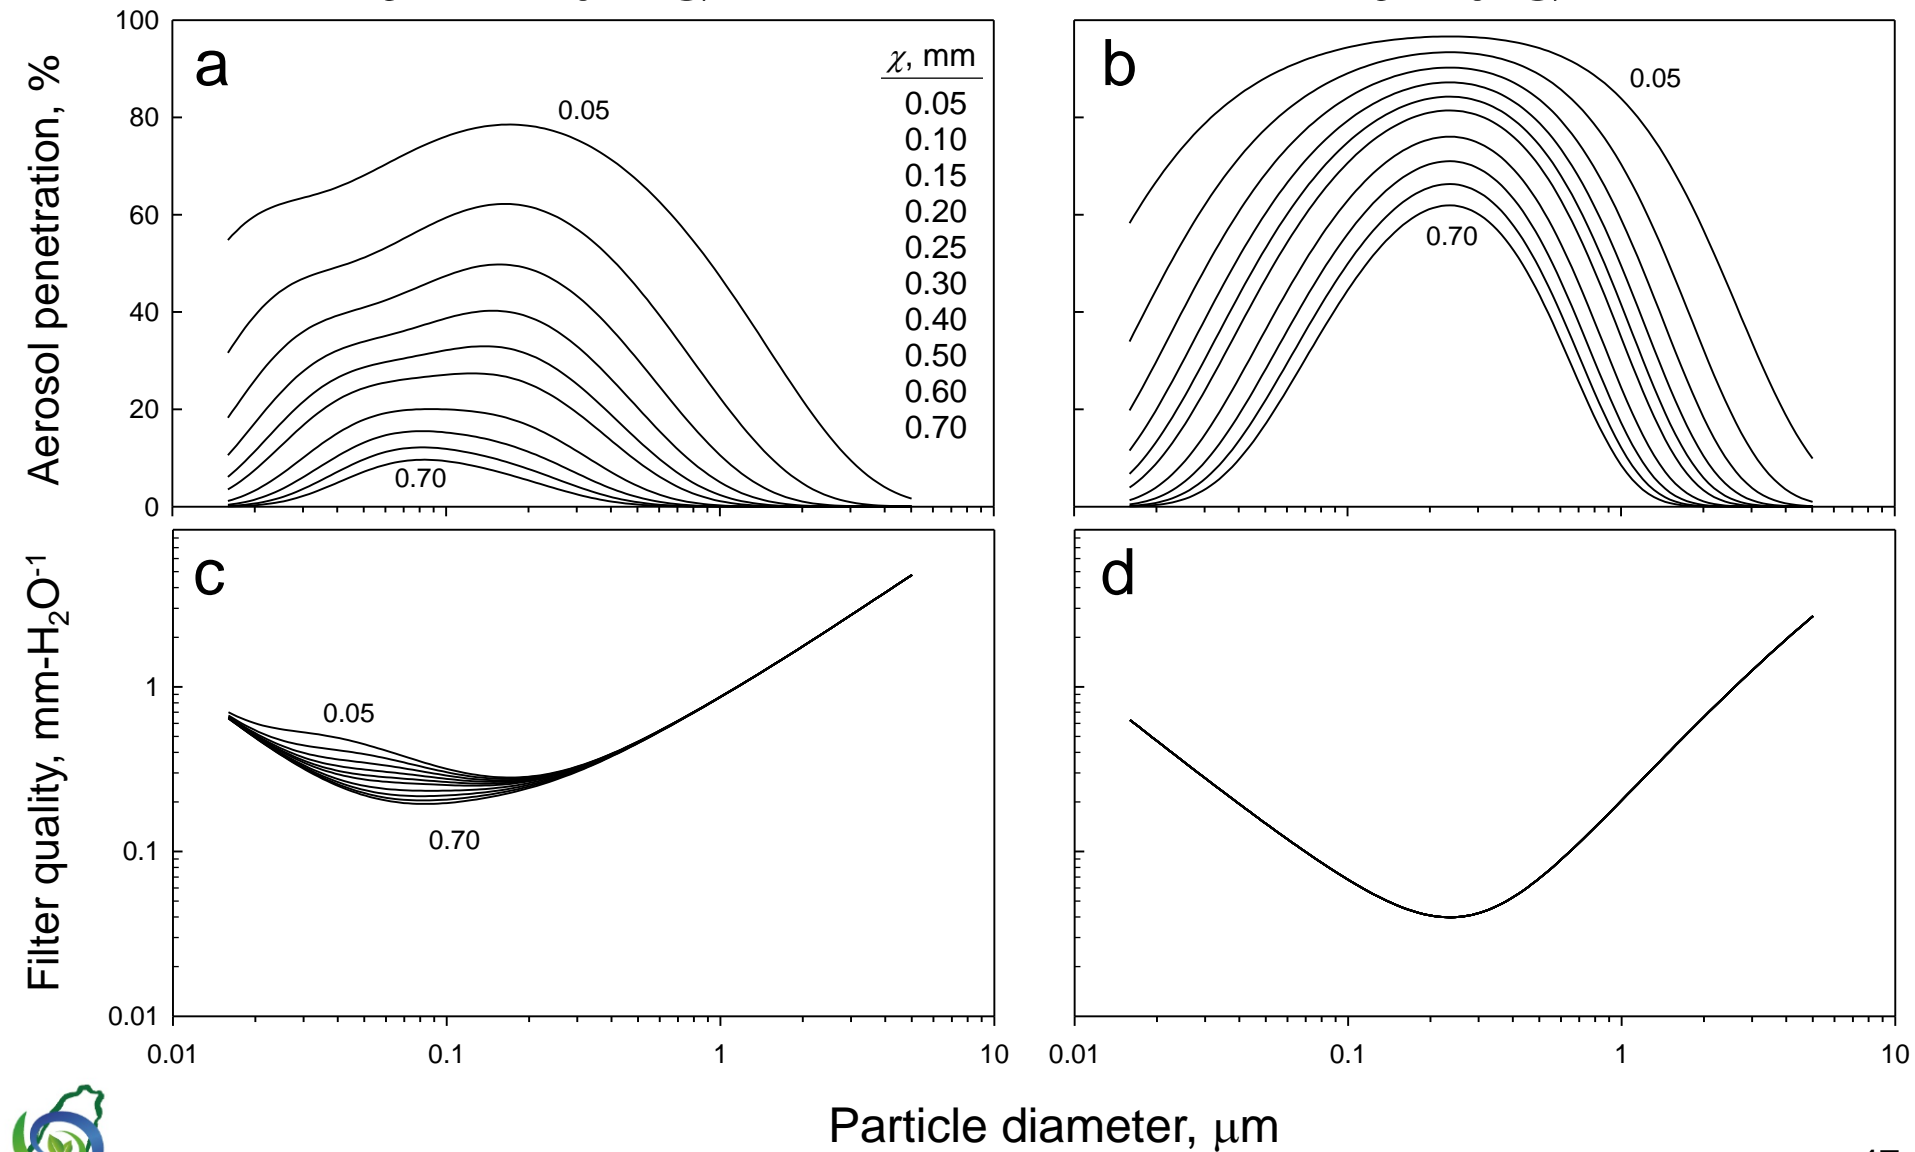 a
χ, mm
0.05
0.10
0.15
0.20
0.25
0.30
0.40
0.50
0.60
0.70
0.05
0.70
100
80
60
40
20
0
Aerosol penetration, %
b
0.05
0.70
c
0.05
0.70
1
0.1
0.01
Filter quality, mm-H₂O⁻¹
d
0.01 0.1 1 10
0.01 0.1 1 10
Particle diameter, μm